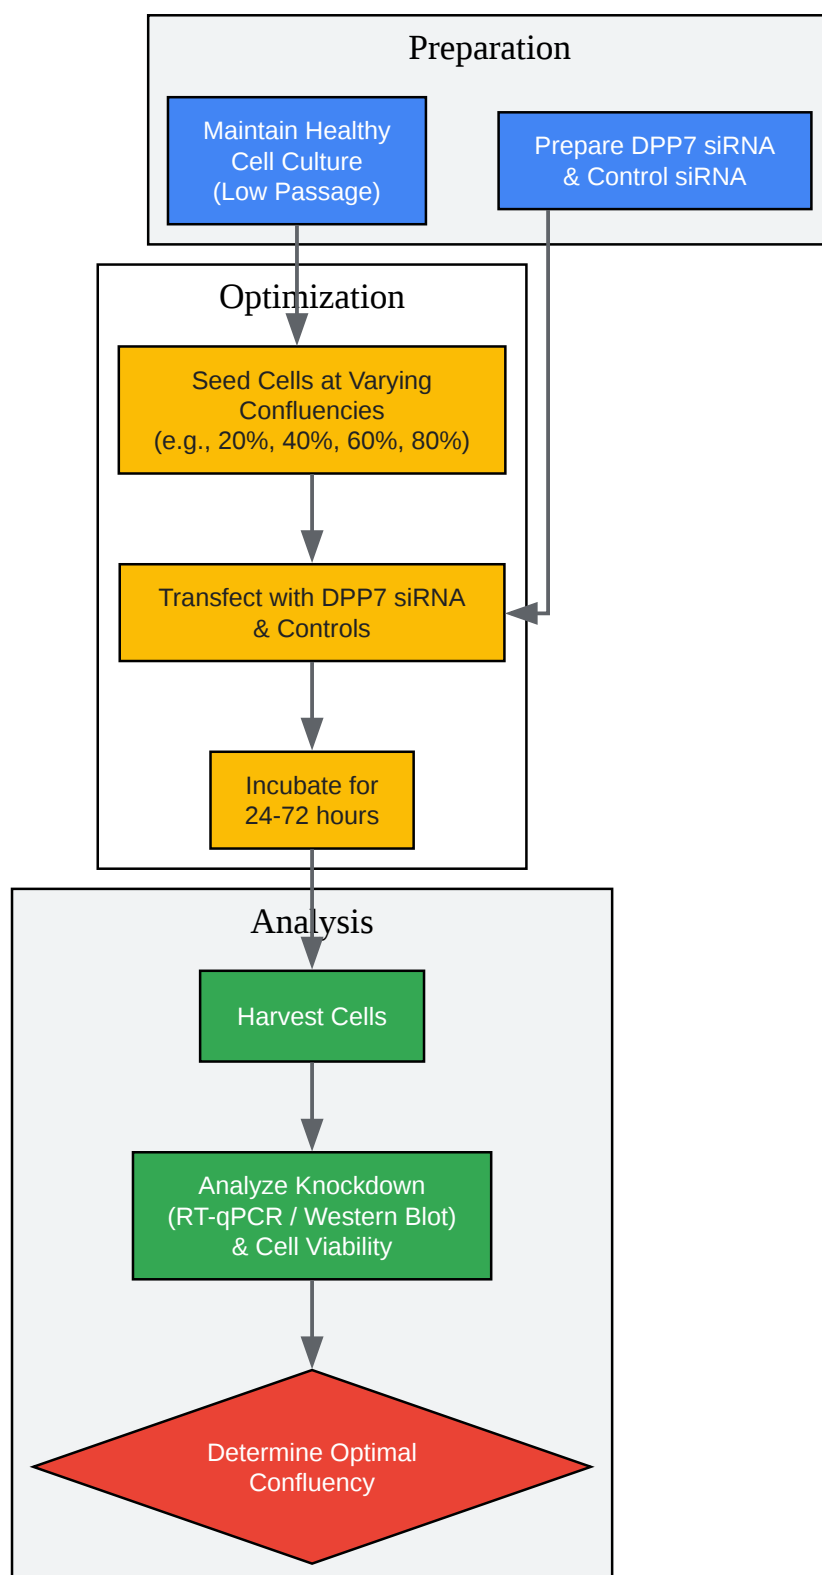 Preparation
Maintain Healthy
Cell Culture
(Low Passage)
Prepare DPP7 siRNA
& Control siRNA
Optimization
Seed Cells at Varying
Confluencies
(e.g., 20%, 40%, 60%, 80%)
Transfect with DPP7 siRNA
& Controls
Incubate for
24-72 hours
Analysis
Harvest Cells
Analyze Knockdown
(RT-qPCR / Western Blot)
& Cell Viability
Determine Optimal
Confluency